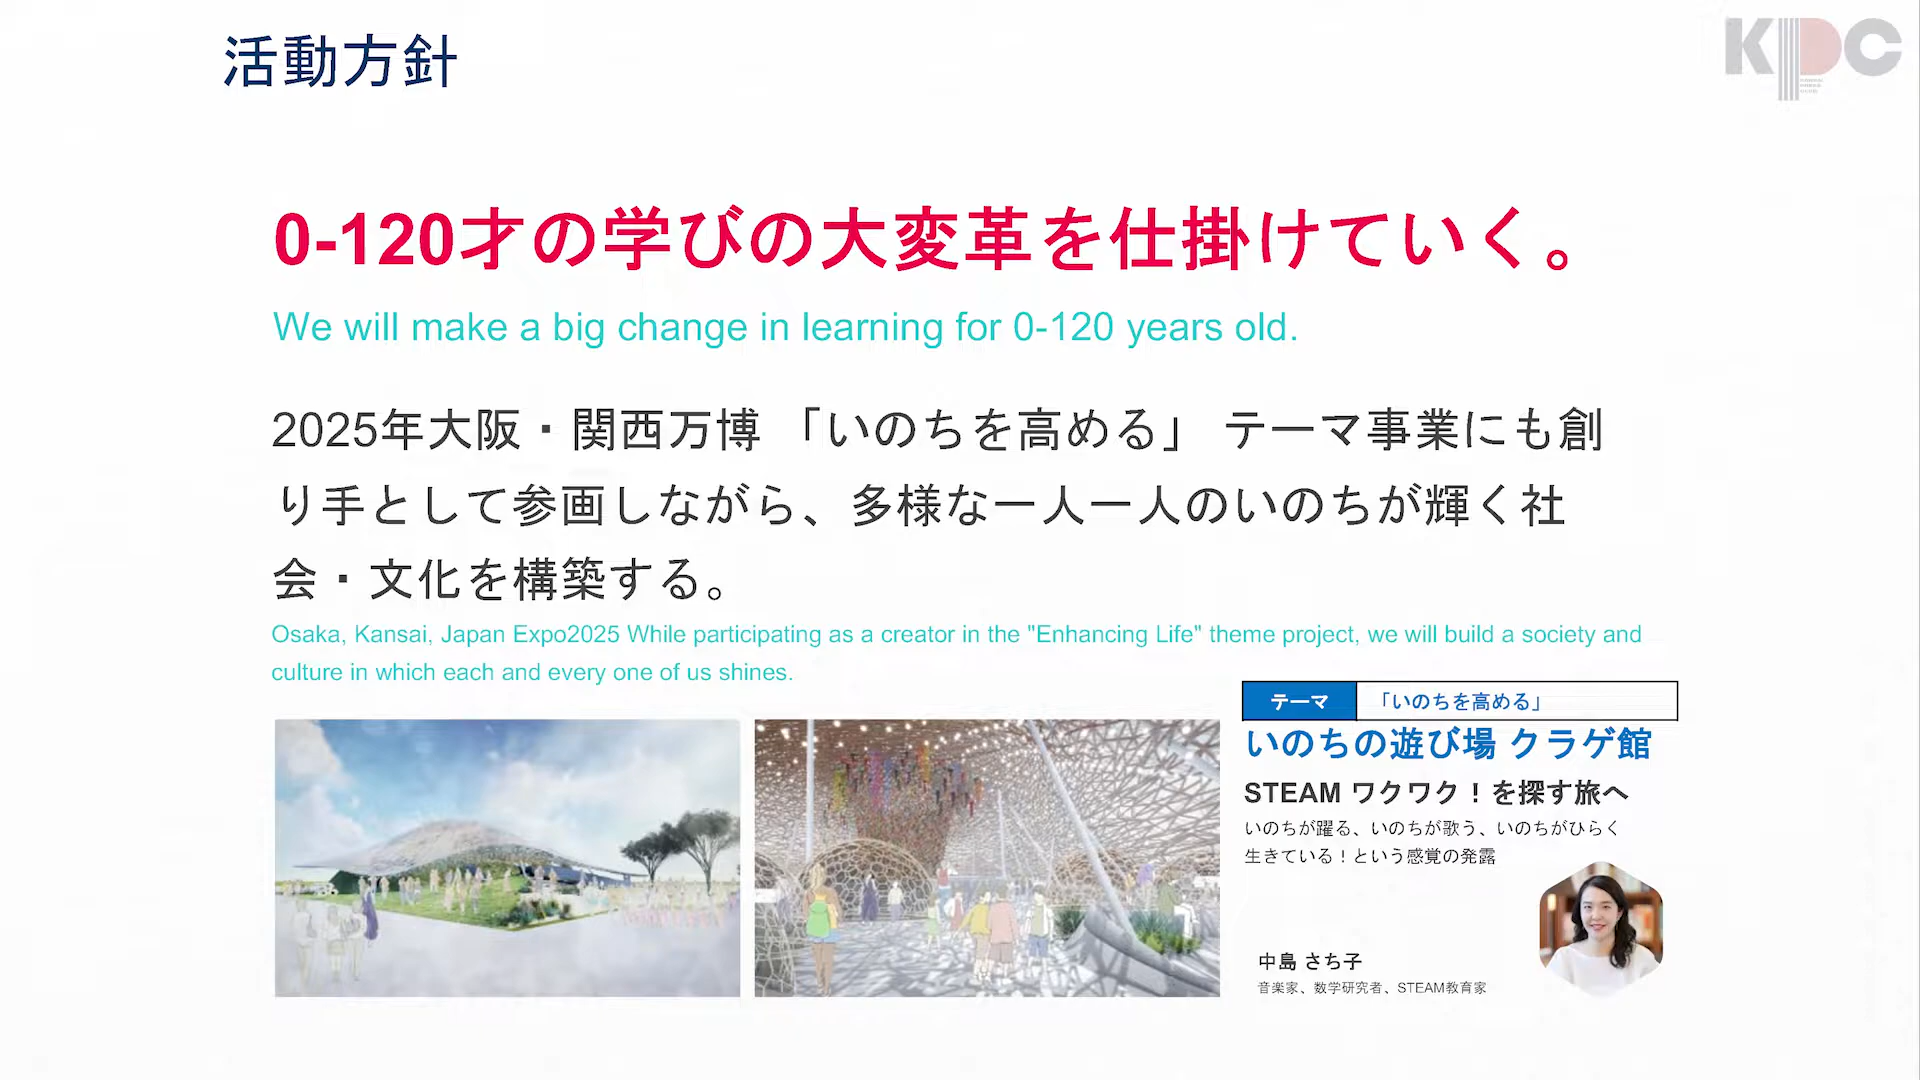 活動方針
KPC
0-120才の学びの大変革を仕掛けていく。
We will make a big change in learning for 0-120 years old.
2025年大阪・関西万博 「いのちを高める」 テーマ事業にも創
り手として参画しながら、多様な一人一人のいのちが輝く社
会・文化を構築する。
Osaka, Kansai, Japan Expo2025 While participating as a creator in the "Enhancing Life" theme project, we will build a society and
culture in which each and every one of us shines.
テーマ 「いのちを高める」
いのちの遊び場 クラゲ館
STEAM ワクワク！を探す旅へ
いのちが躍る、いのちが歌う、いのちがひらく
生きている！という感覚の発露
中島 さち子
音楽家、数学研究者、STEAM教育家